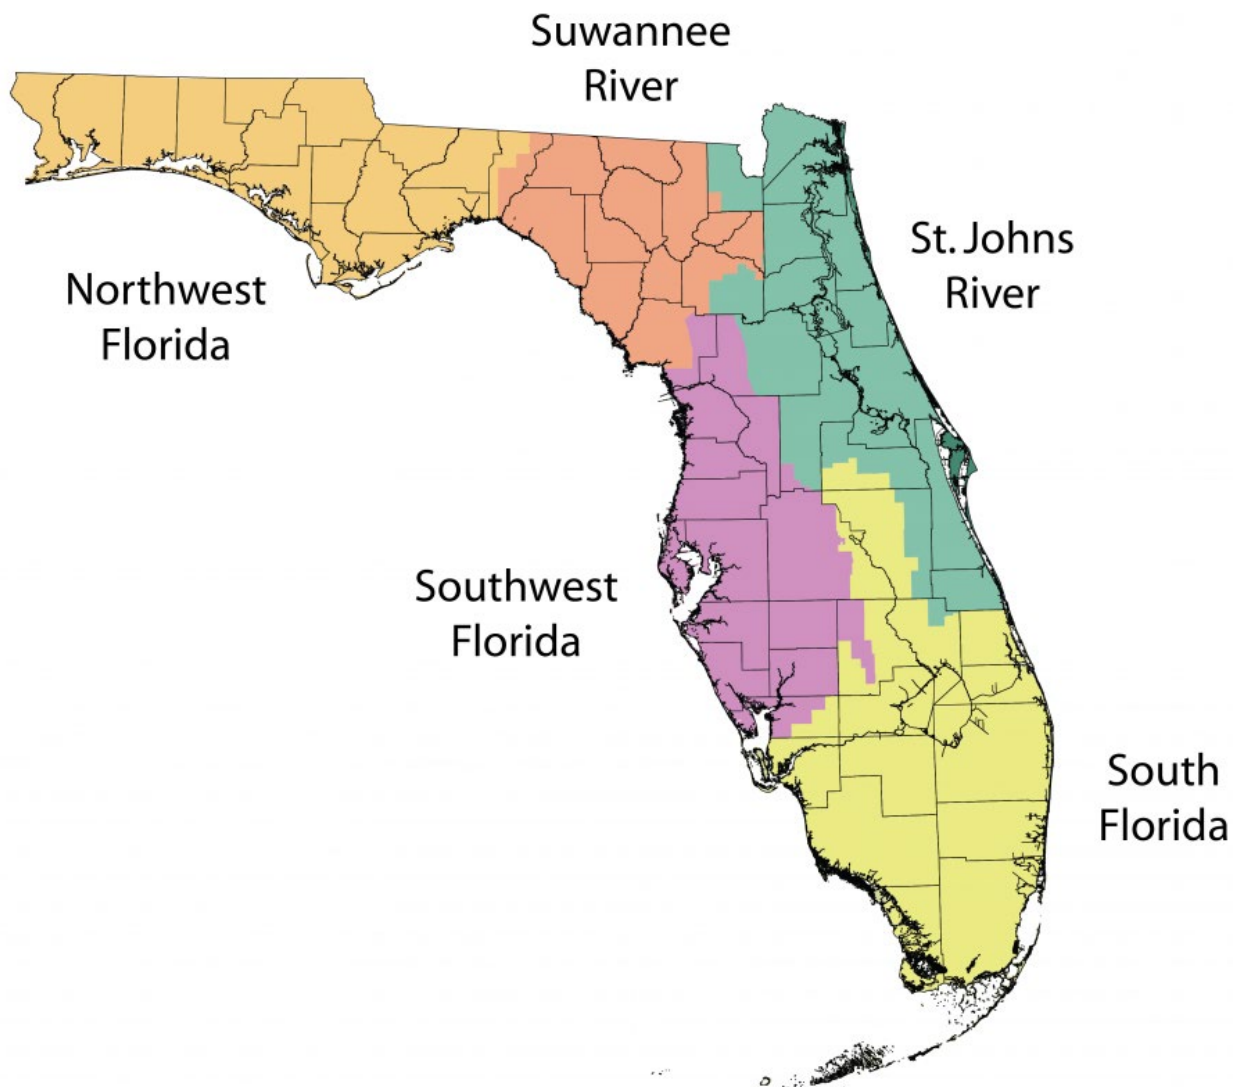 Suwannee
River
St. Johns
River
Northwest
Florida
Southwest
Florida
South
Florida